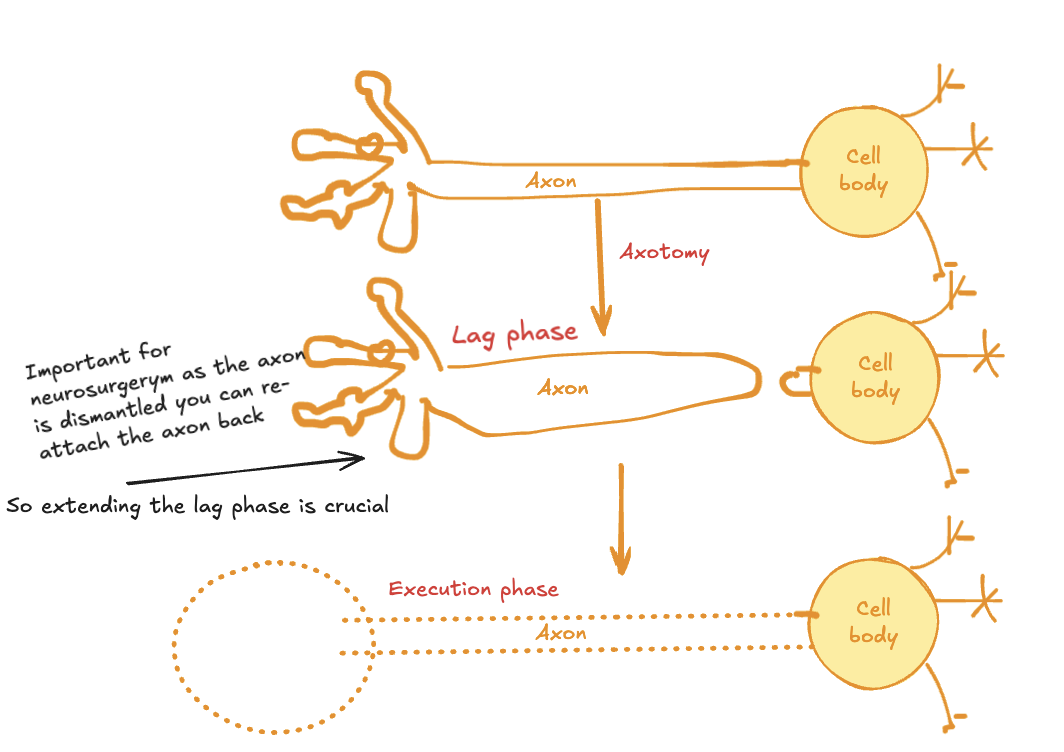 Cell
body
Axon
Axotomy
Lag phase
Important for
neurosurgerym as the axon
is dismantled you can re-
attach the axon back
Axon
Cell
body
So extending the lag phase is crucial
Execution phase
Axon
Cell
body